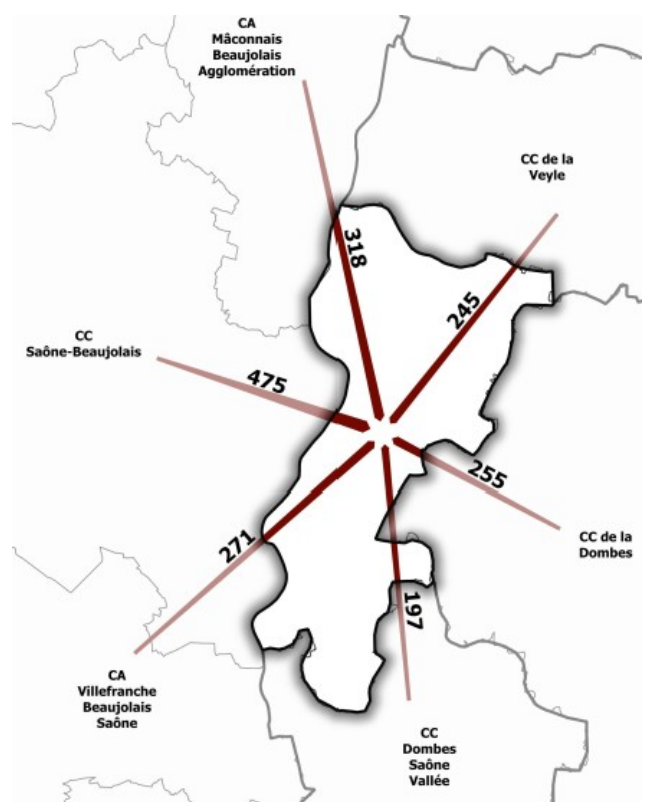 CA
Mâconnais
Beaujolais
Agglomération
CC de la
Veyle
318
245
CC
Saône-Beaujolais
475
255
CC de la
Dombes
271
197
CA
Villefranche
Beaujolais
Saône
CC
Dombes
Saône
Vallée